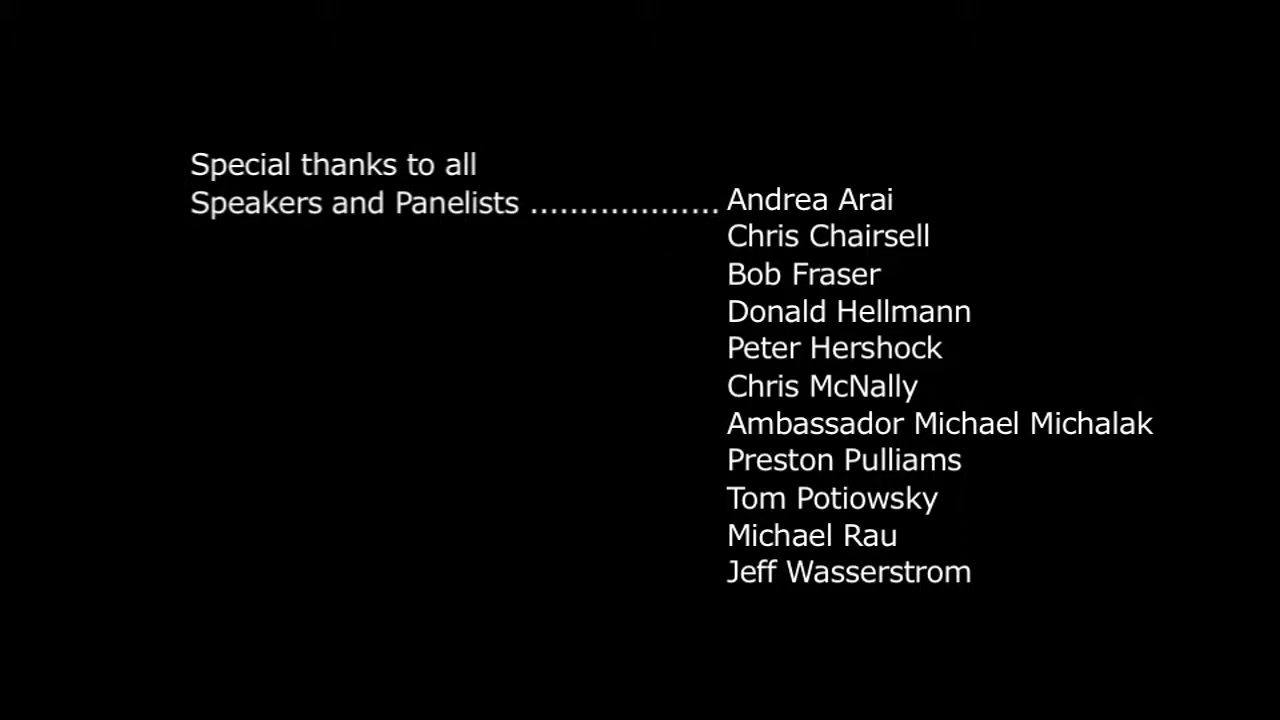 Special thanks to all
Speakers and Panelists ................... Andrea Arai
Chris Chairsell
Bob Fraser
Donald Hellmann
Peter Hershock
Chris McNally
Ambassador Michael Michalak
Preston Pulliams
Tom Potiowsky
Michael Rau
Jeff Wasserstrom